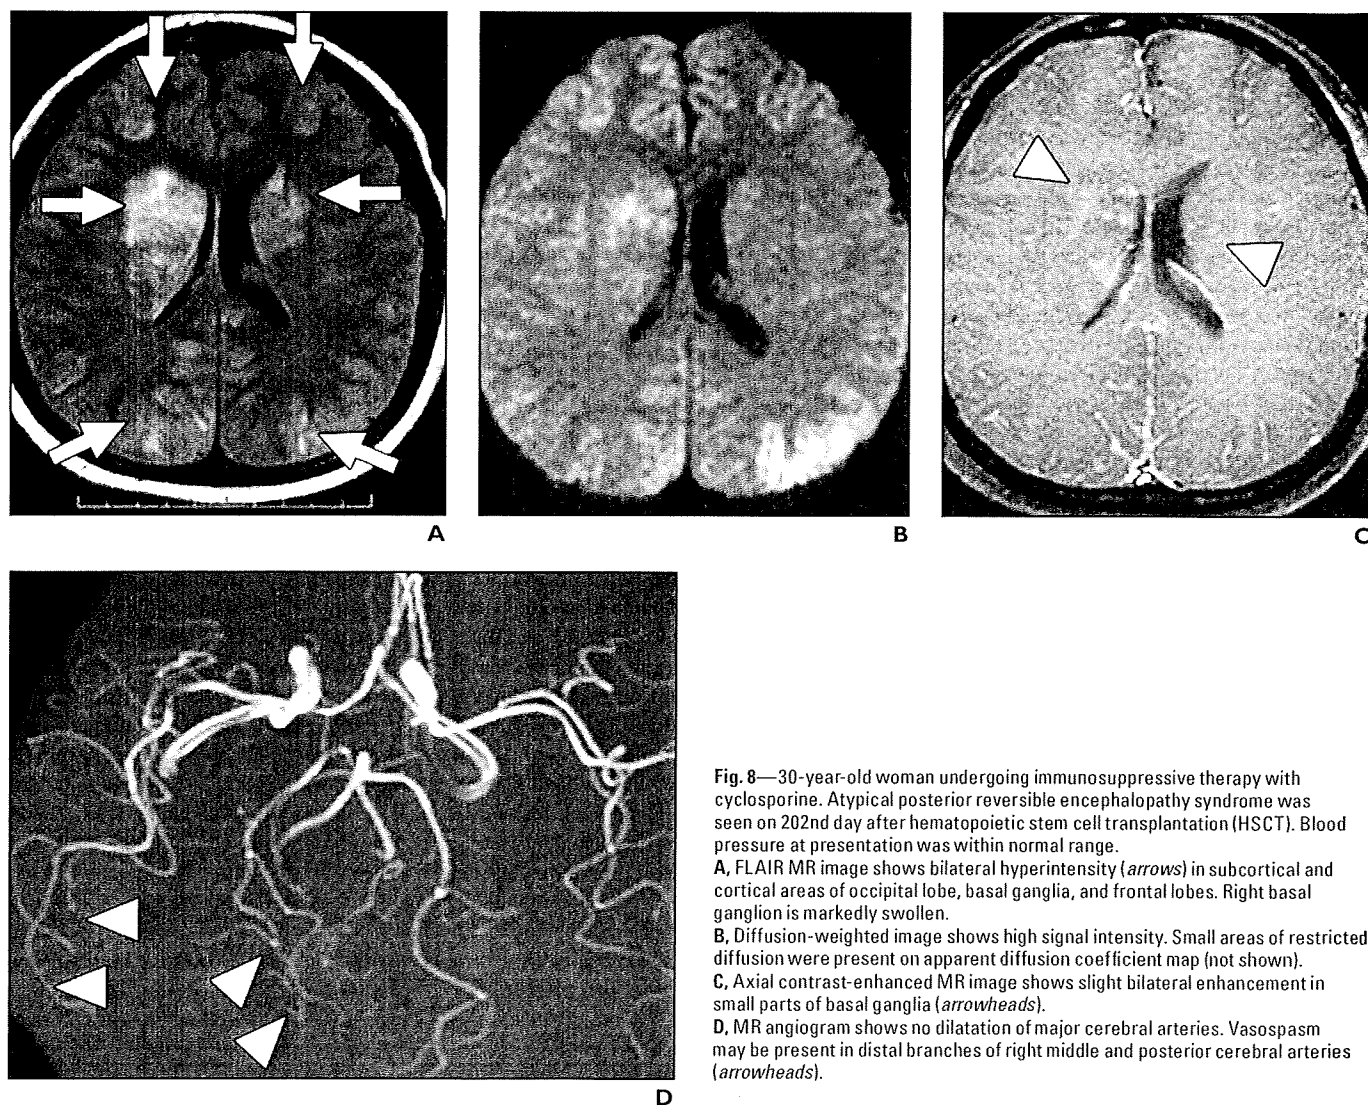 A
B
C
D
Fig. 8—30-year-old woman undergoing immunosuppressive therapy with
cyclosporine. Atypical posterior reversible encephalopathy syndrome was
seen on 202nd day after hematopoietic stem cell transplantation (HSCT). Blood
pressure at presentation was within normal range.
A, FLAIR MR image shows bilateral hyperintensity (arrows) in subcortical and
cortical areas of occipital lobe, basal ganglia, and frontal lobes. Right basal
ganglion is markedly swollen.
B, Diffusion-weighted image shows high signal intensity. Small areas of restricted
diffusion were present on apparent diffusion coefficient map (not shown).
C, Axial contrast-enhanced MR image shows slight bilateral enhancement in
small parts of basal ganglia (arrowheads).
D, MR angiogram shows no dilatation of major cerebral arteries. Vasospasm
may be present in distal branches of right middle and posterior cerebral arteries
(arrowheads).